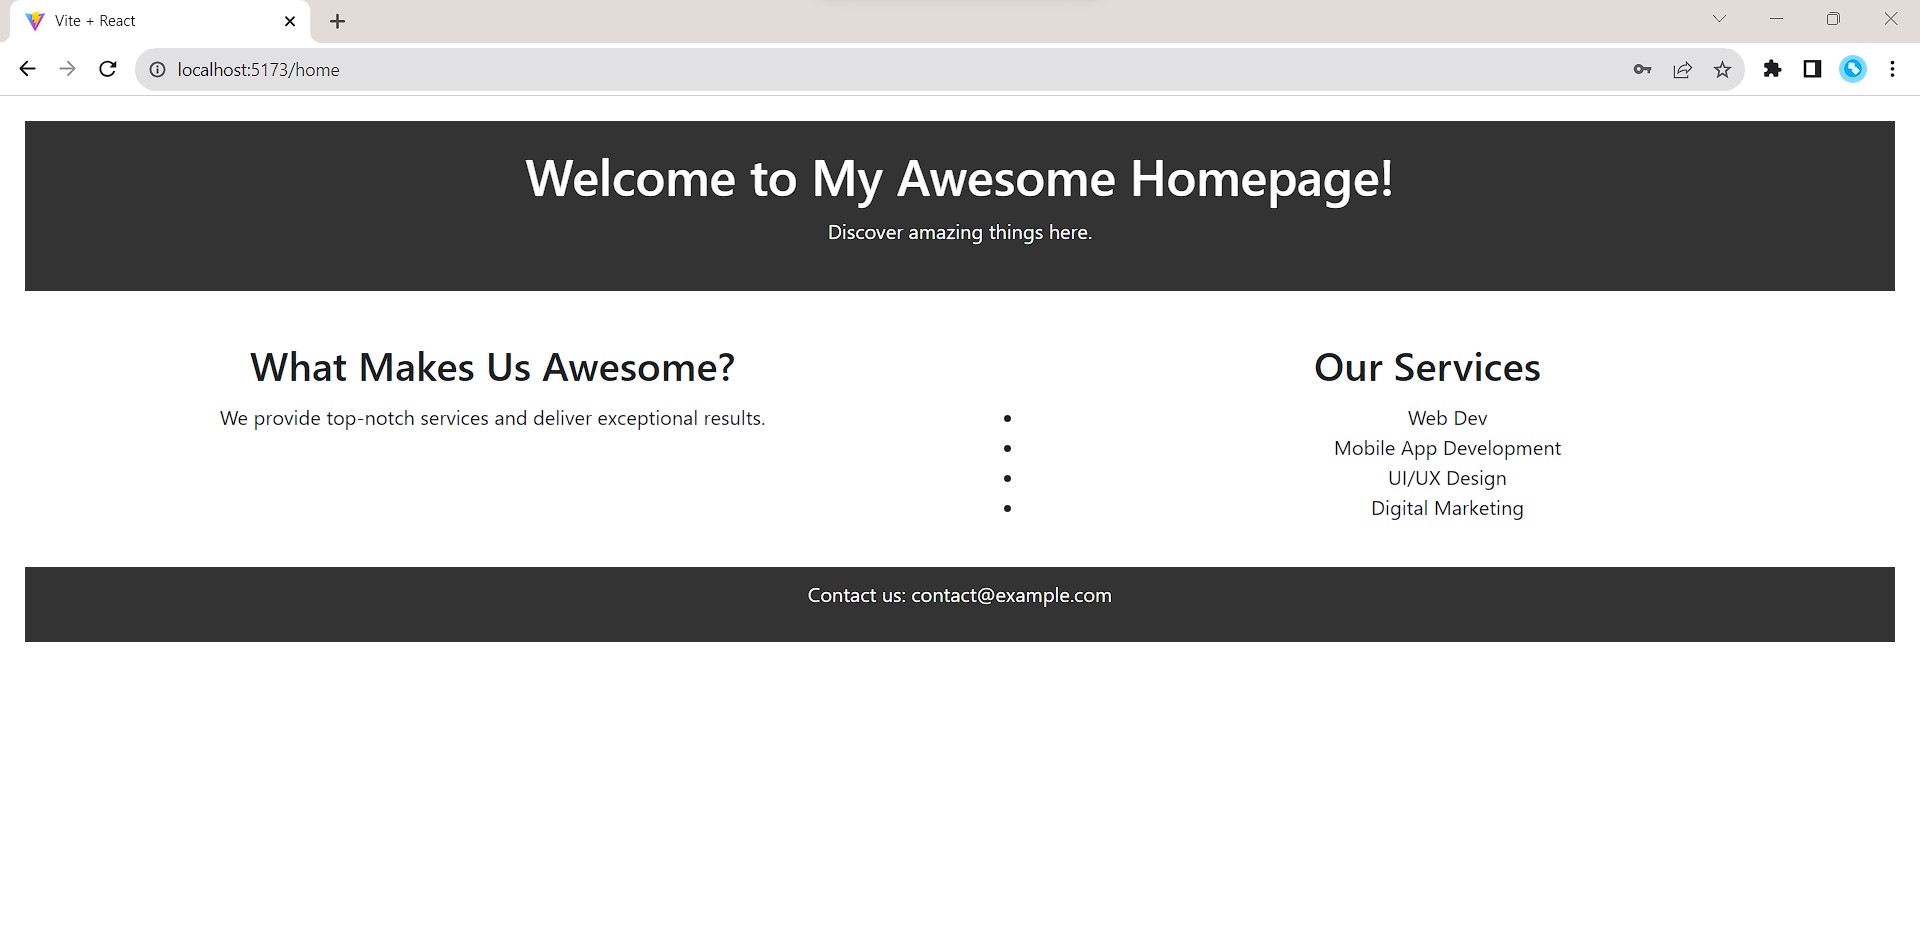 Vite + React
localhost:5173/home
Welcome to My Awesome Homepage!
Discover amazing things here.
What Makes Us Awesome?
We provide top-notch services and deliver exceptional results.
Our Services
Web Dev
Mobile App Development
UI/UX Design
Digital Marketing
Contact us: contact@example.com